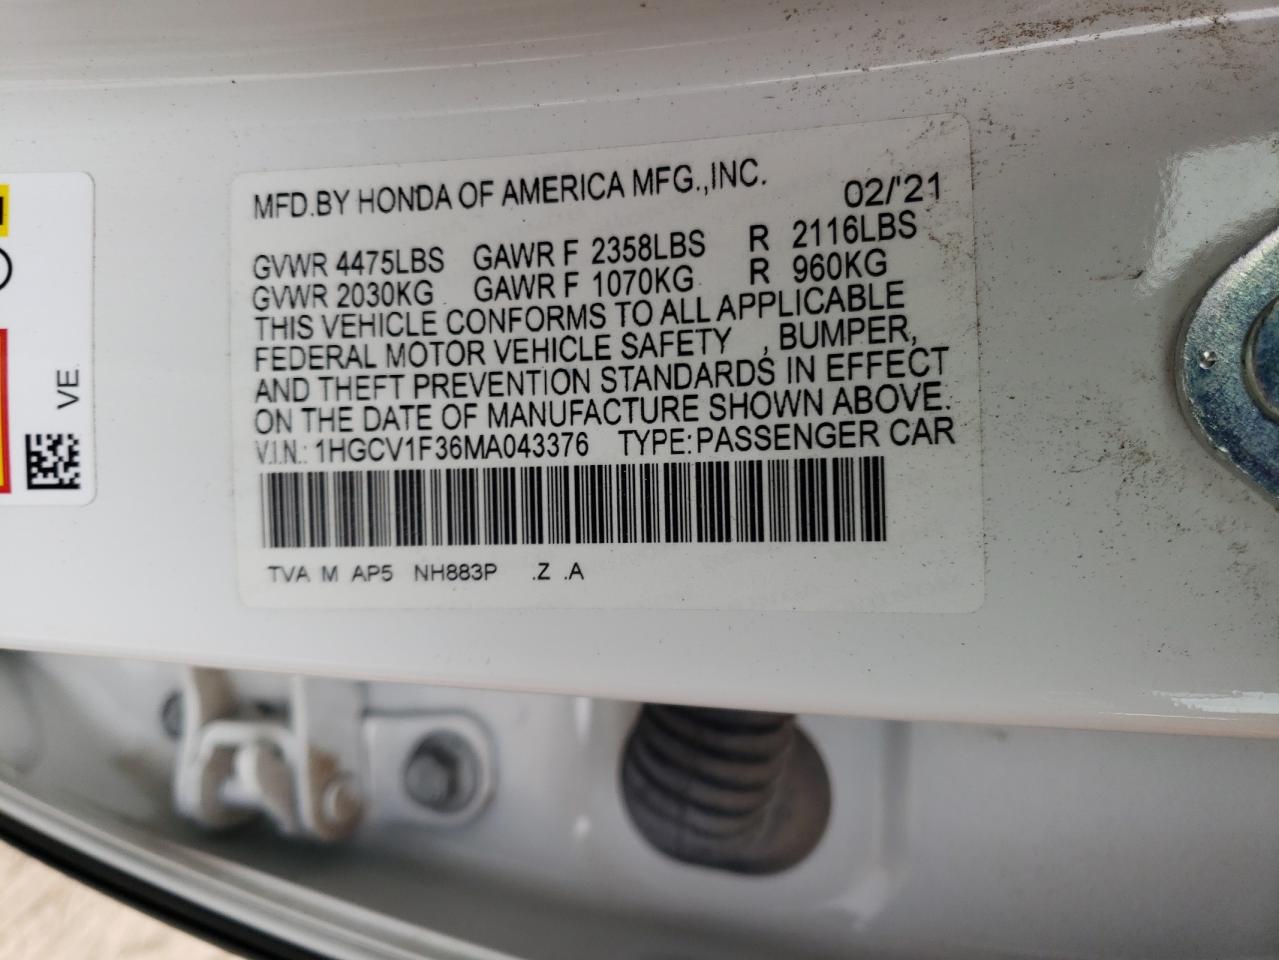 MFD.BY HONDA OF AMERICA MFG.,INC. 02/'21
GVWR 4475LBS GAWR F 2358LBS R 2116LBS
GVWR 2030KG GAWR F 1070KG R 960KG
THIS VEHICLE CONFORMS TO ALL APPLICABLE
FEDERAL MOTOR VEHICLE SAFETY , BUMPER,
AND THEFT PREVENTION STANDARDS IN EFFECT
ON THE DATE OF MANUFACTURE SHOWN ABOVE.
V.I.N.: 1HGCV1F36MA043376 TYPE:PASSENGER CAR
TVA M AP5 NH883P .Z .A
VE.